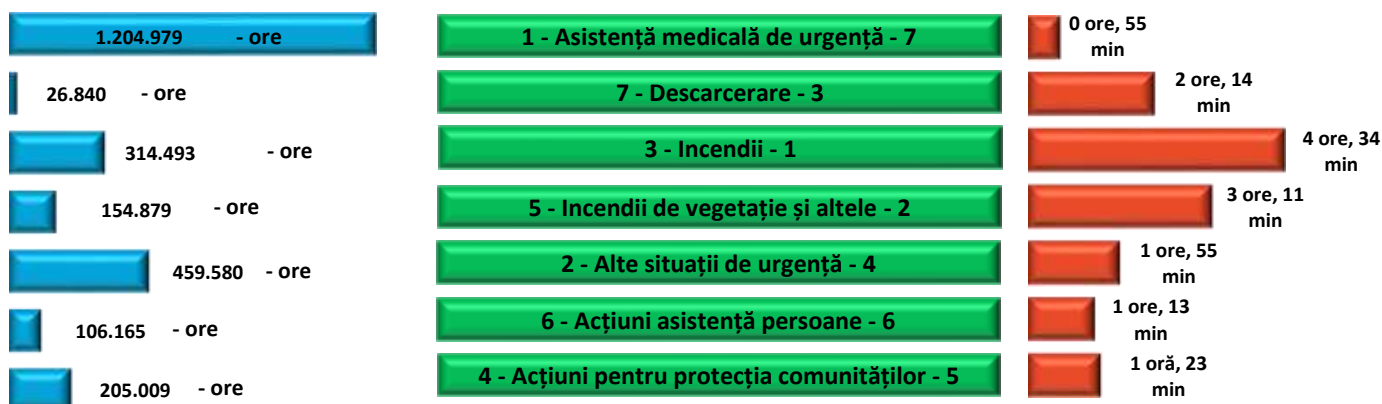 1.204.979 - ore
1 - Asistență medicală de urgență - 7
0 ore, 55
min
26.840 - ore
7 - Descarcerare - 3
2 ore, 14
min
314.493 - ore
3 - Incendii - 1
4 ore, 34
min
154.879 - ore
5 - Incendii de vegetație și altele - 2
3 ore, 11
min
459.580 - ore
2 - Alte situații de urgență - 4
1 ore, 55
min
106.165 - ore
6 - Acțiuni asistență persoane - 6
1 ore, 13
min
205.009 - ore
4 - Acțiuni pentru protecția comunităților - 5
1 oră, 23
min